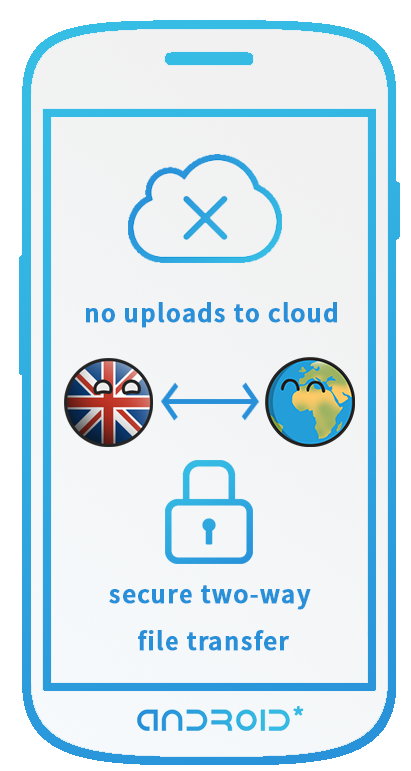 no uploads to cloud
secure two-way
file transfer
android*